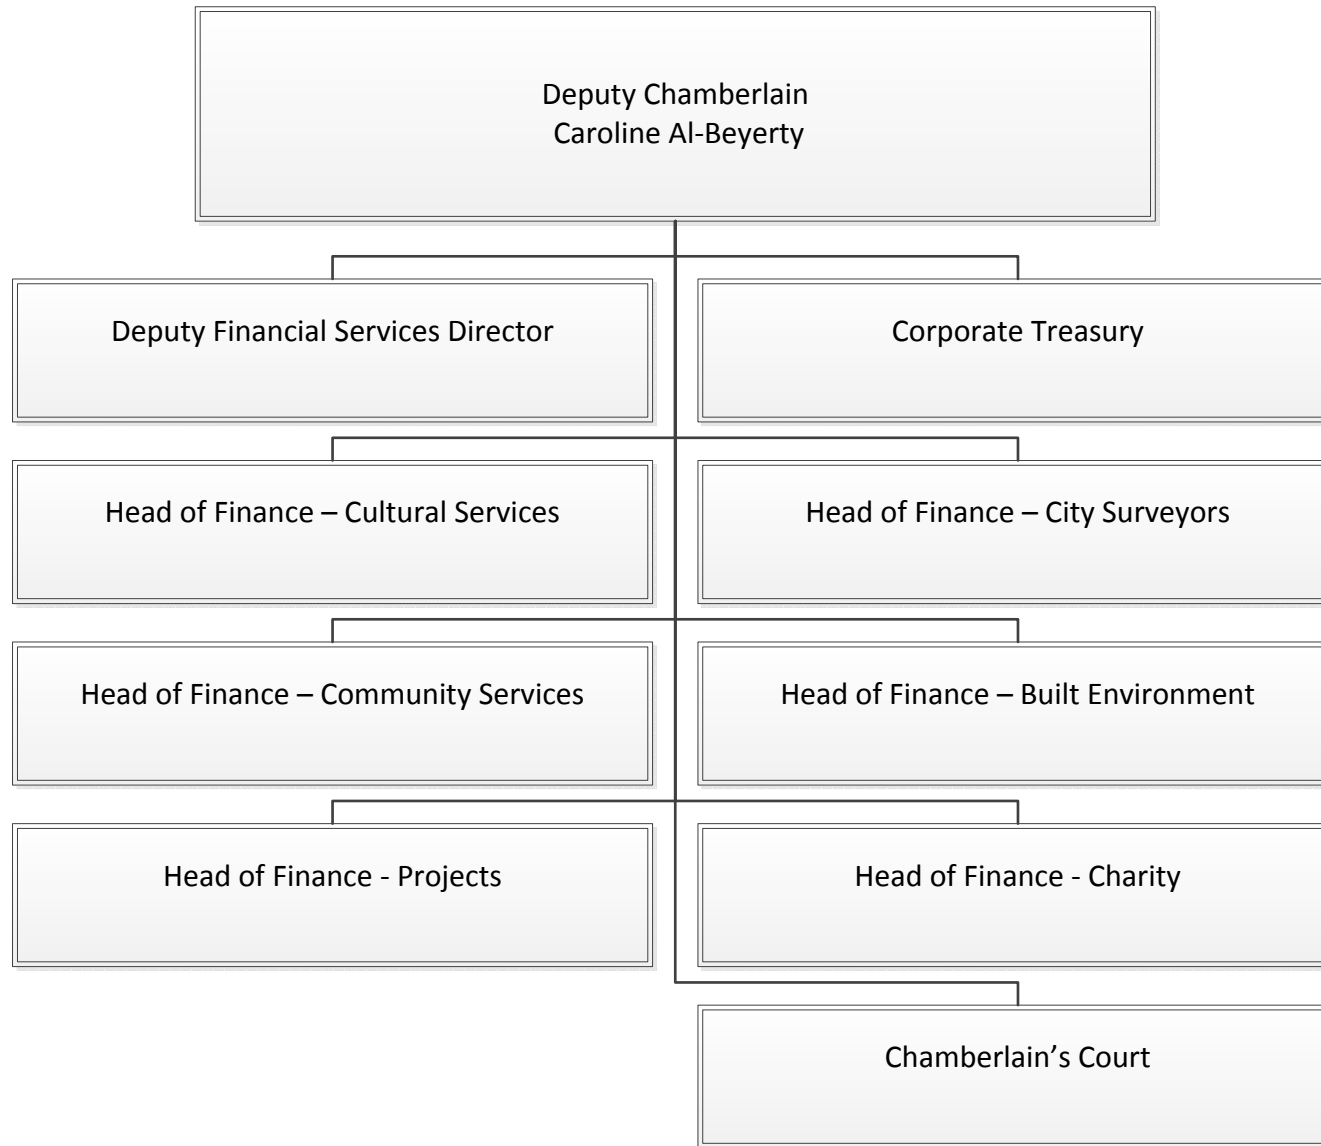 Deputy Chamberlain
Caroline Al-Beyerty
Deputy Financial Services Director
Corporate Treasury
Head of Finance – Cultural Services
Head of Finance – City Surveyors
Head of Finance – Community Services
Head of Finance – Built Environment
Head of Finance - Projects
Head of Finance - Charity
Chamberlain’s Court